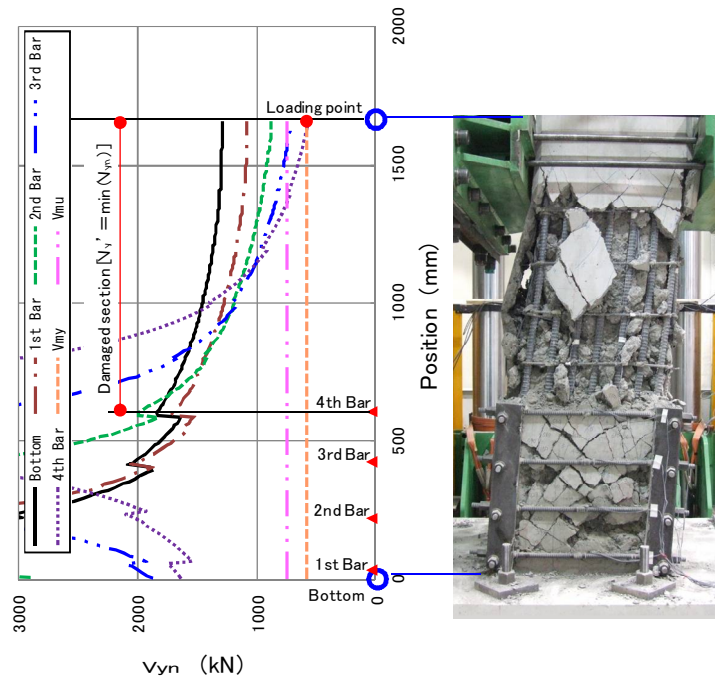 Bottom
1st Bar
2nd Bar
3rd Bar
4th Bar
Vmy
Vmu
2000
1500
1000
500
0
Position (mm)
Loading point
Damaged section [Vy' = min (Vyn)]
4th Bar
3rd Bar
2nd Bar
1st Bar
Bottom
3000
2000
1000
0
Vyn (kN)